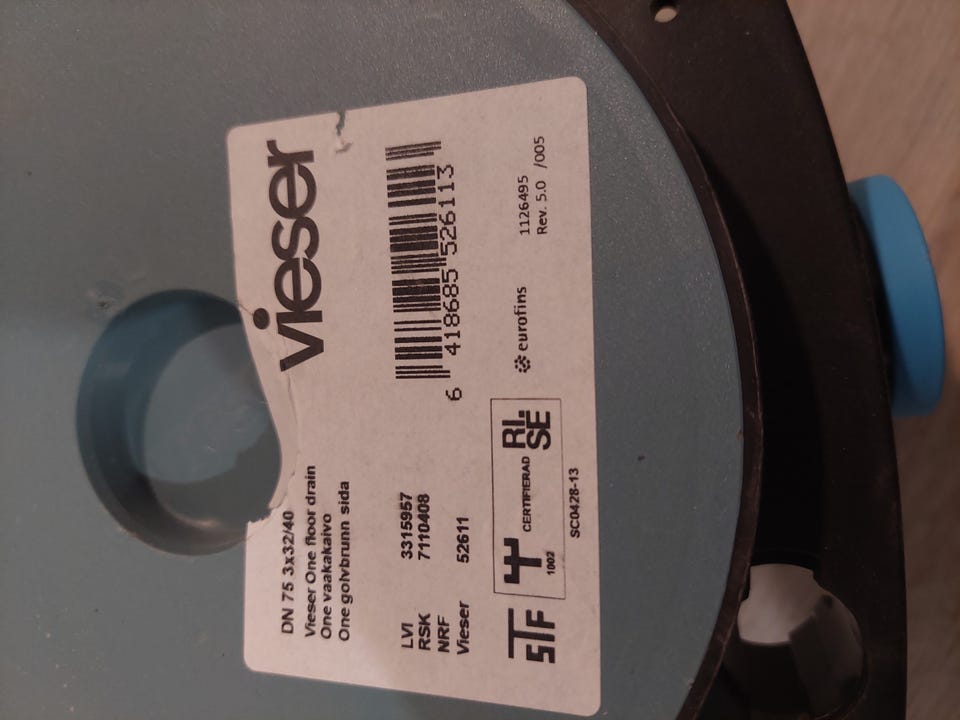 DN 75 3x32/40
Vieser One floor drain
One vaakakaivo
One golvbrunn sida
vieser
LVI 3315957
RSK 7110408
NRF
Vieser 52611
6 418685 526113
STF
1002
CERTIFIERAD
RI.
SE
SC0428-13
eurofins
1126495
Rev. 5.0 /005